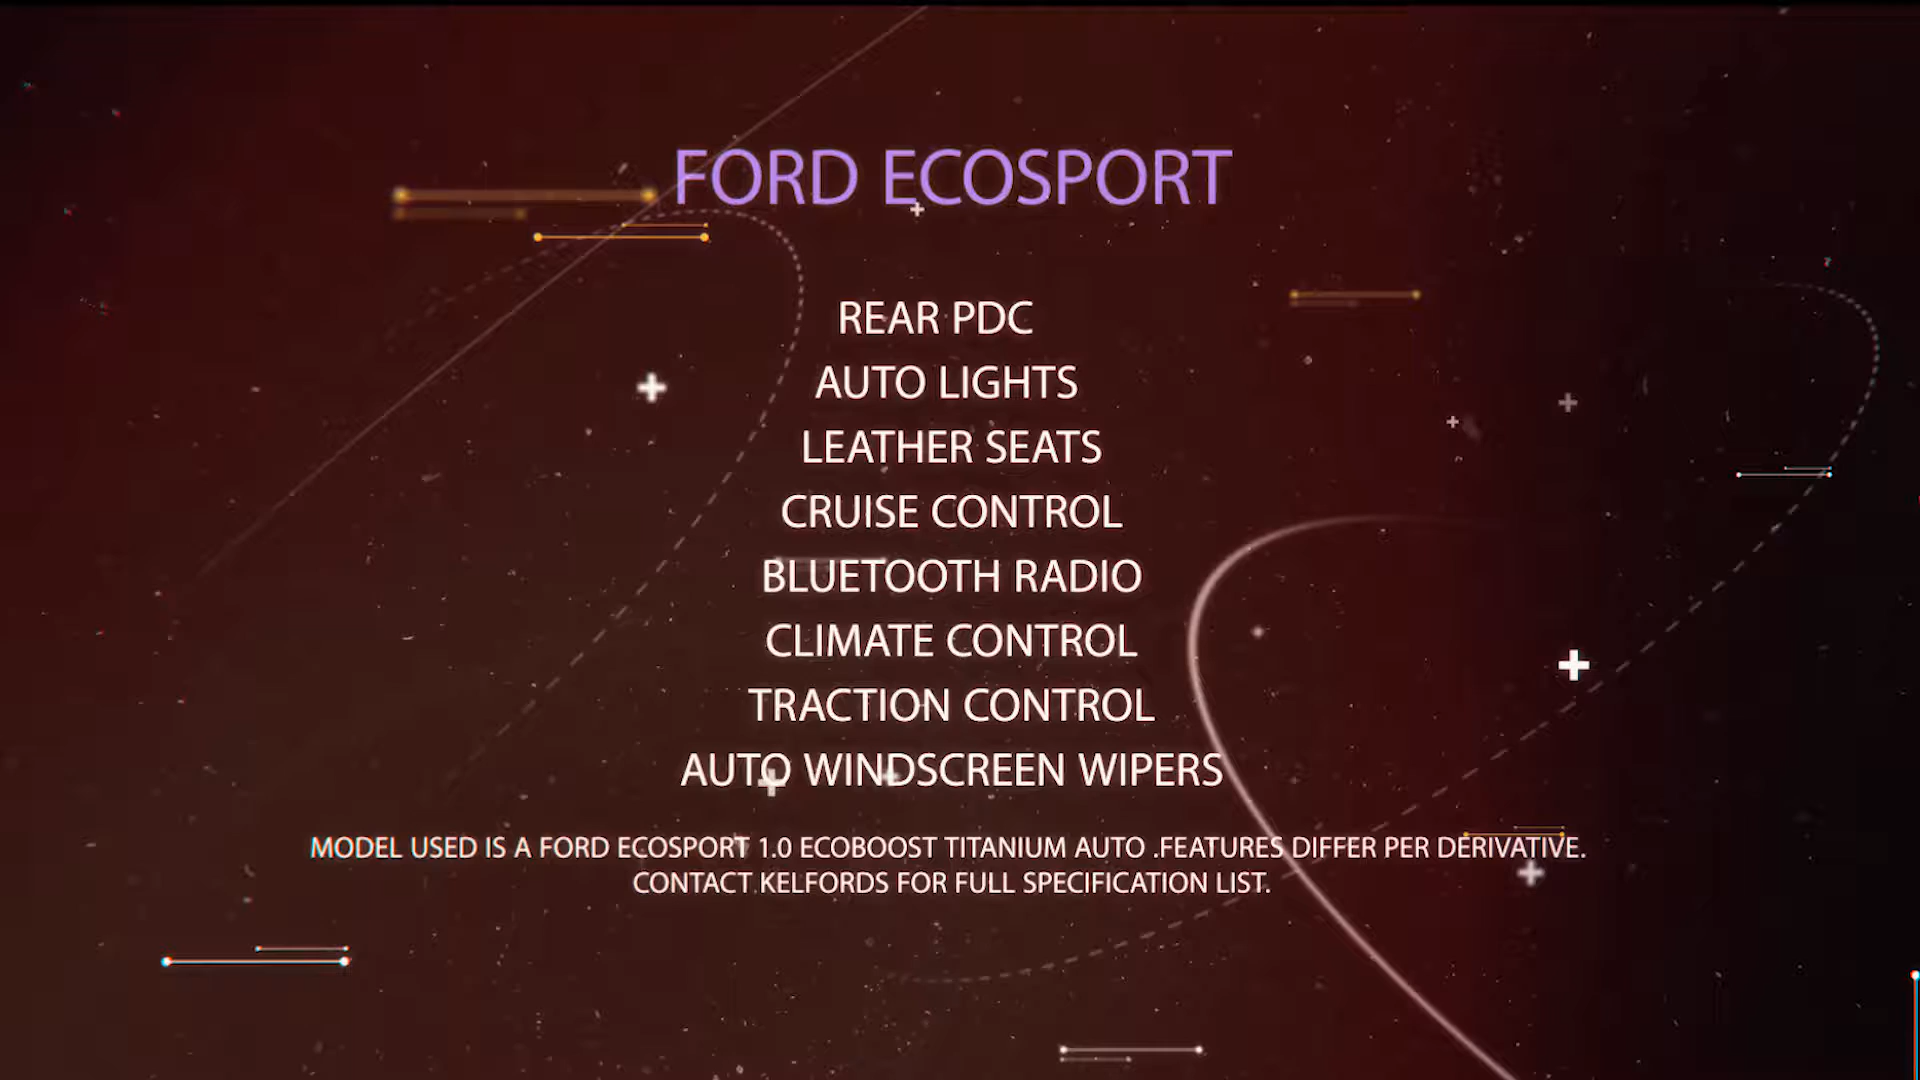 FORD ECOSPORT
REAR PDC
AUTO LIGHTS
LEATHER SEATS
CRUISE CONTROL
BLUETOOTH RADIO
CLIMATE CONTROL
TRACTION CONTROL
AUTO WINDSCREEN WIPERS
MODEL USED IS A FORD ECOSPORT 1.0 ECOBOOST TITANIUM AUTO .FEATURES DIFFER PER DERIVATIVE.
CONTACT KELFORDS FOR FULL SPECIFICATION LIST.